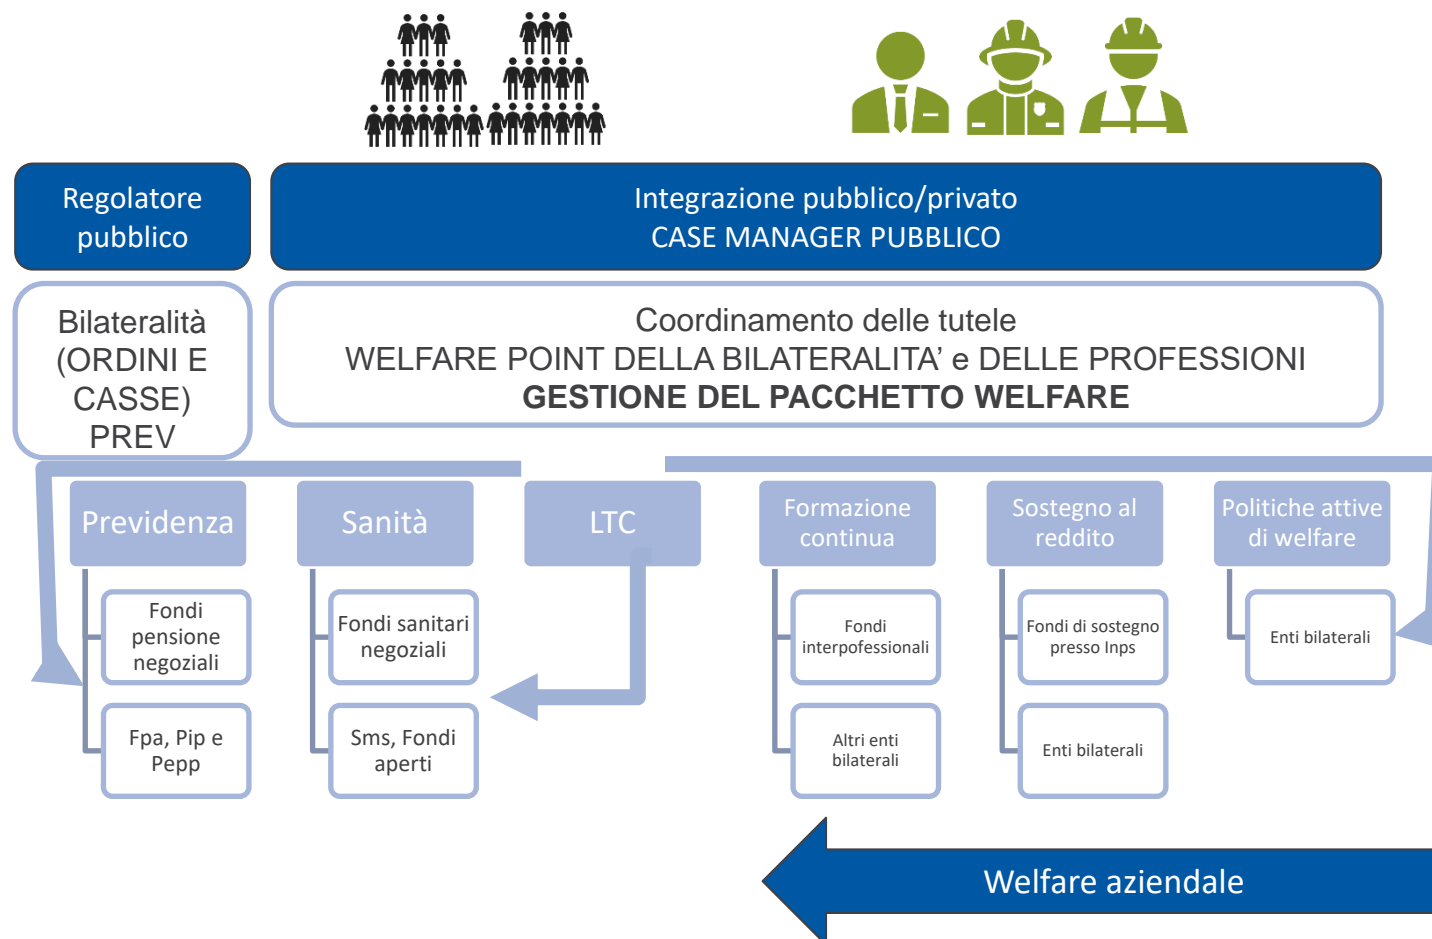 Regolatore
pubblico
Integrazione pubblico/privato
CASE MANAGER PUBBLICO
Bilateralità
(ORDINI E
CASSE)
PREV
Coordinamento delle tutele
WELFARE POINT DELLA BILATERALITA' e DELLE PROFESSIONI
GESTIONE DEL PACCHETTO WELFARE
Previdenza
Fondi
pensione
negoziali
Fpa, Pip e
Pepp
Sanità
Fondi sanitari
negoziali
Sms, Fondi
aperti
LTC
Formazione
continua
Fondi
interpofessionali
Altri enti
bilaterali
Sostegno al
reddito
Fondi di sostegno
presso Inps
Enti bilaterali
Politiche attive
di welfare
Enti bilaterali
Welfare aziendale